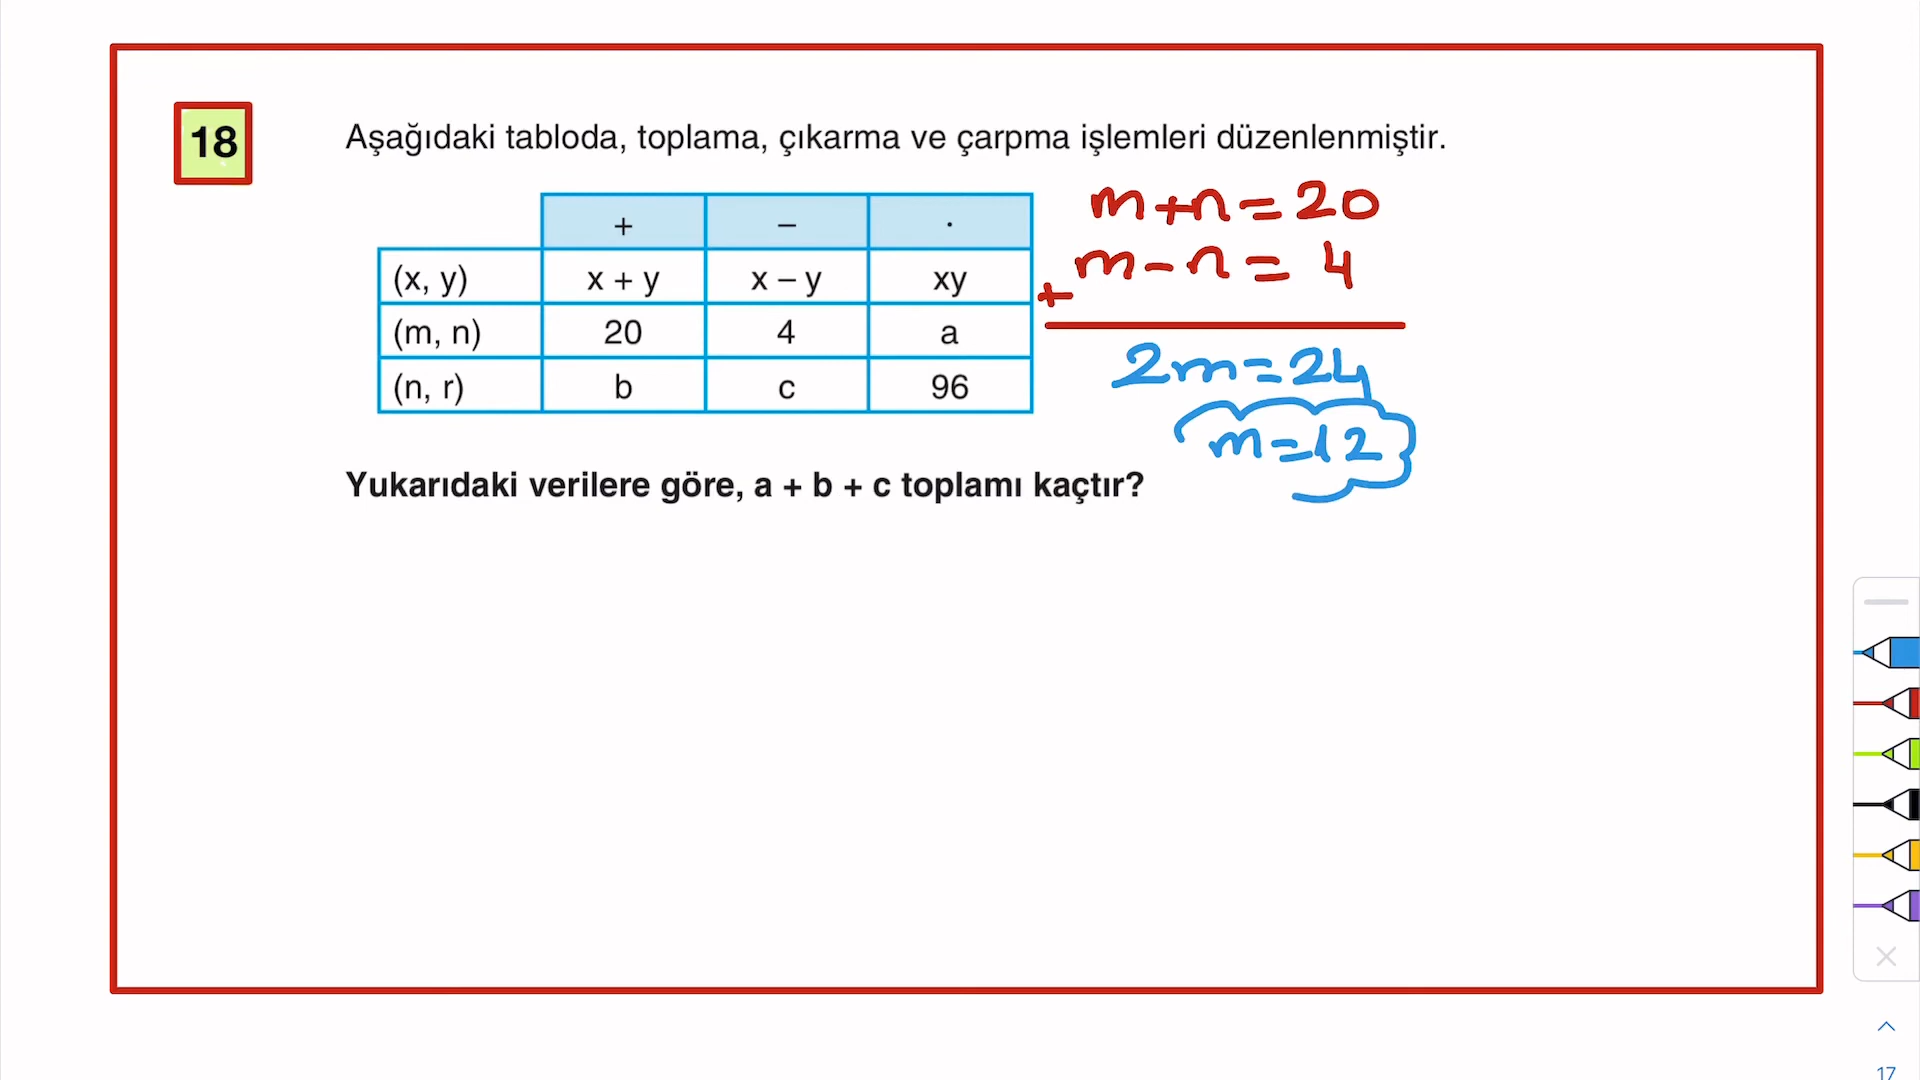 18
Aşağıdaki tabloda, toplama, çıkarma ve çarpma işlemleri düzenlenmiştir.
+ – ·
(x, y) x + y x – y xy
(m, n) 20 4 a
(n, r) b c 96
m+n=20
m-n=4
+
2m=24
m=12
Yukarıdaki verilere göre, a + b + c toplamı kaçtır?
17